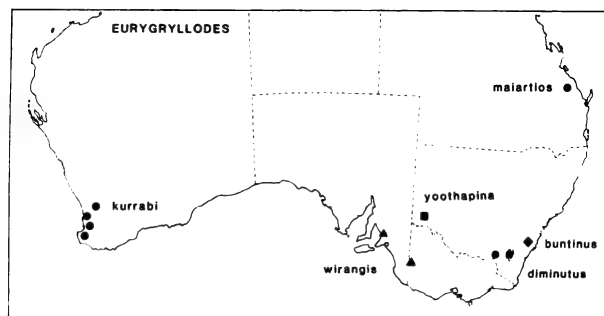 EURYGRYLLODES
maiartios
kurrabi
yoothapina
buntinus
wirangis
diminutus